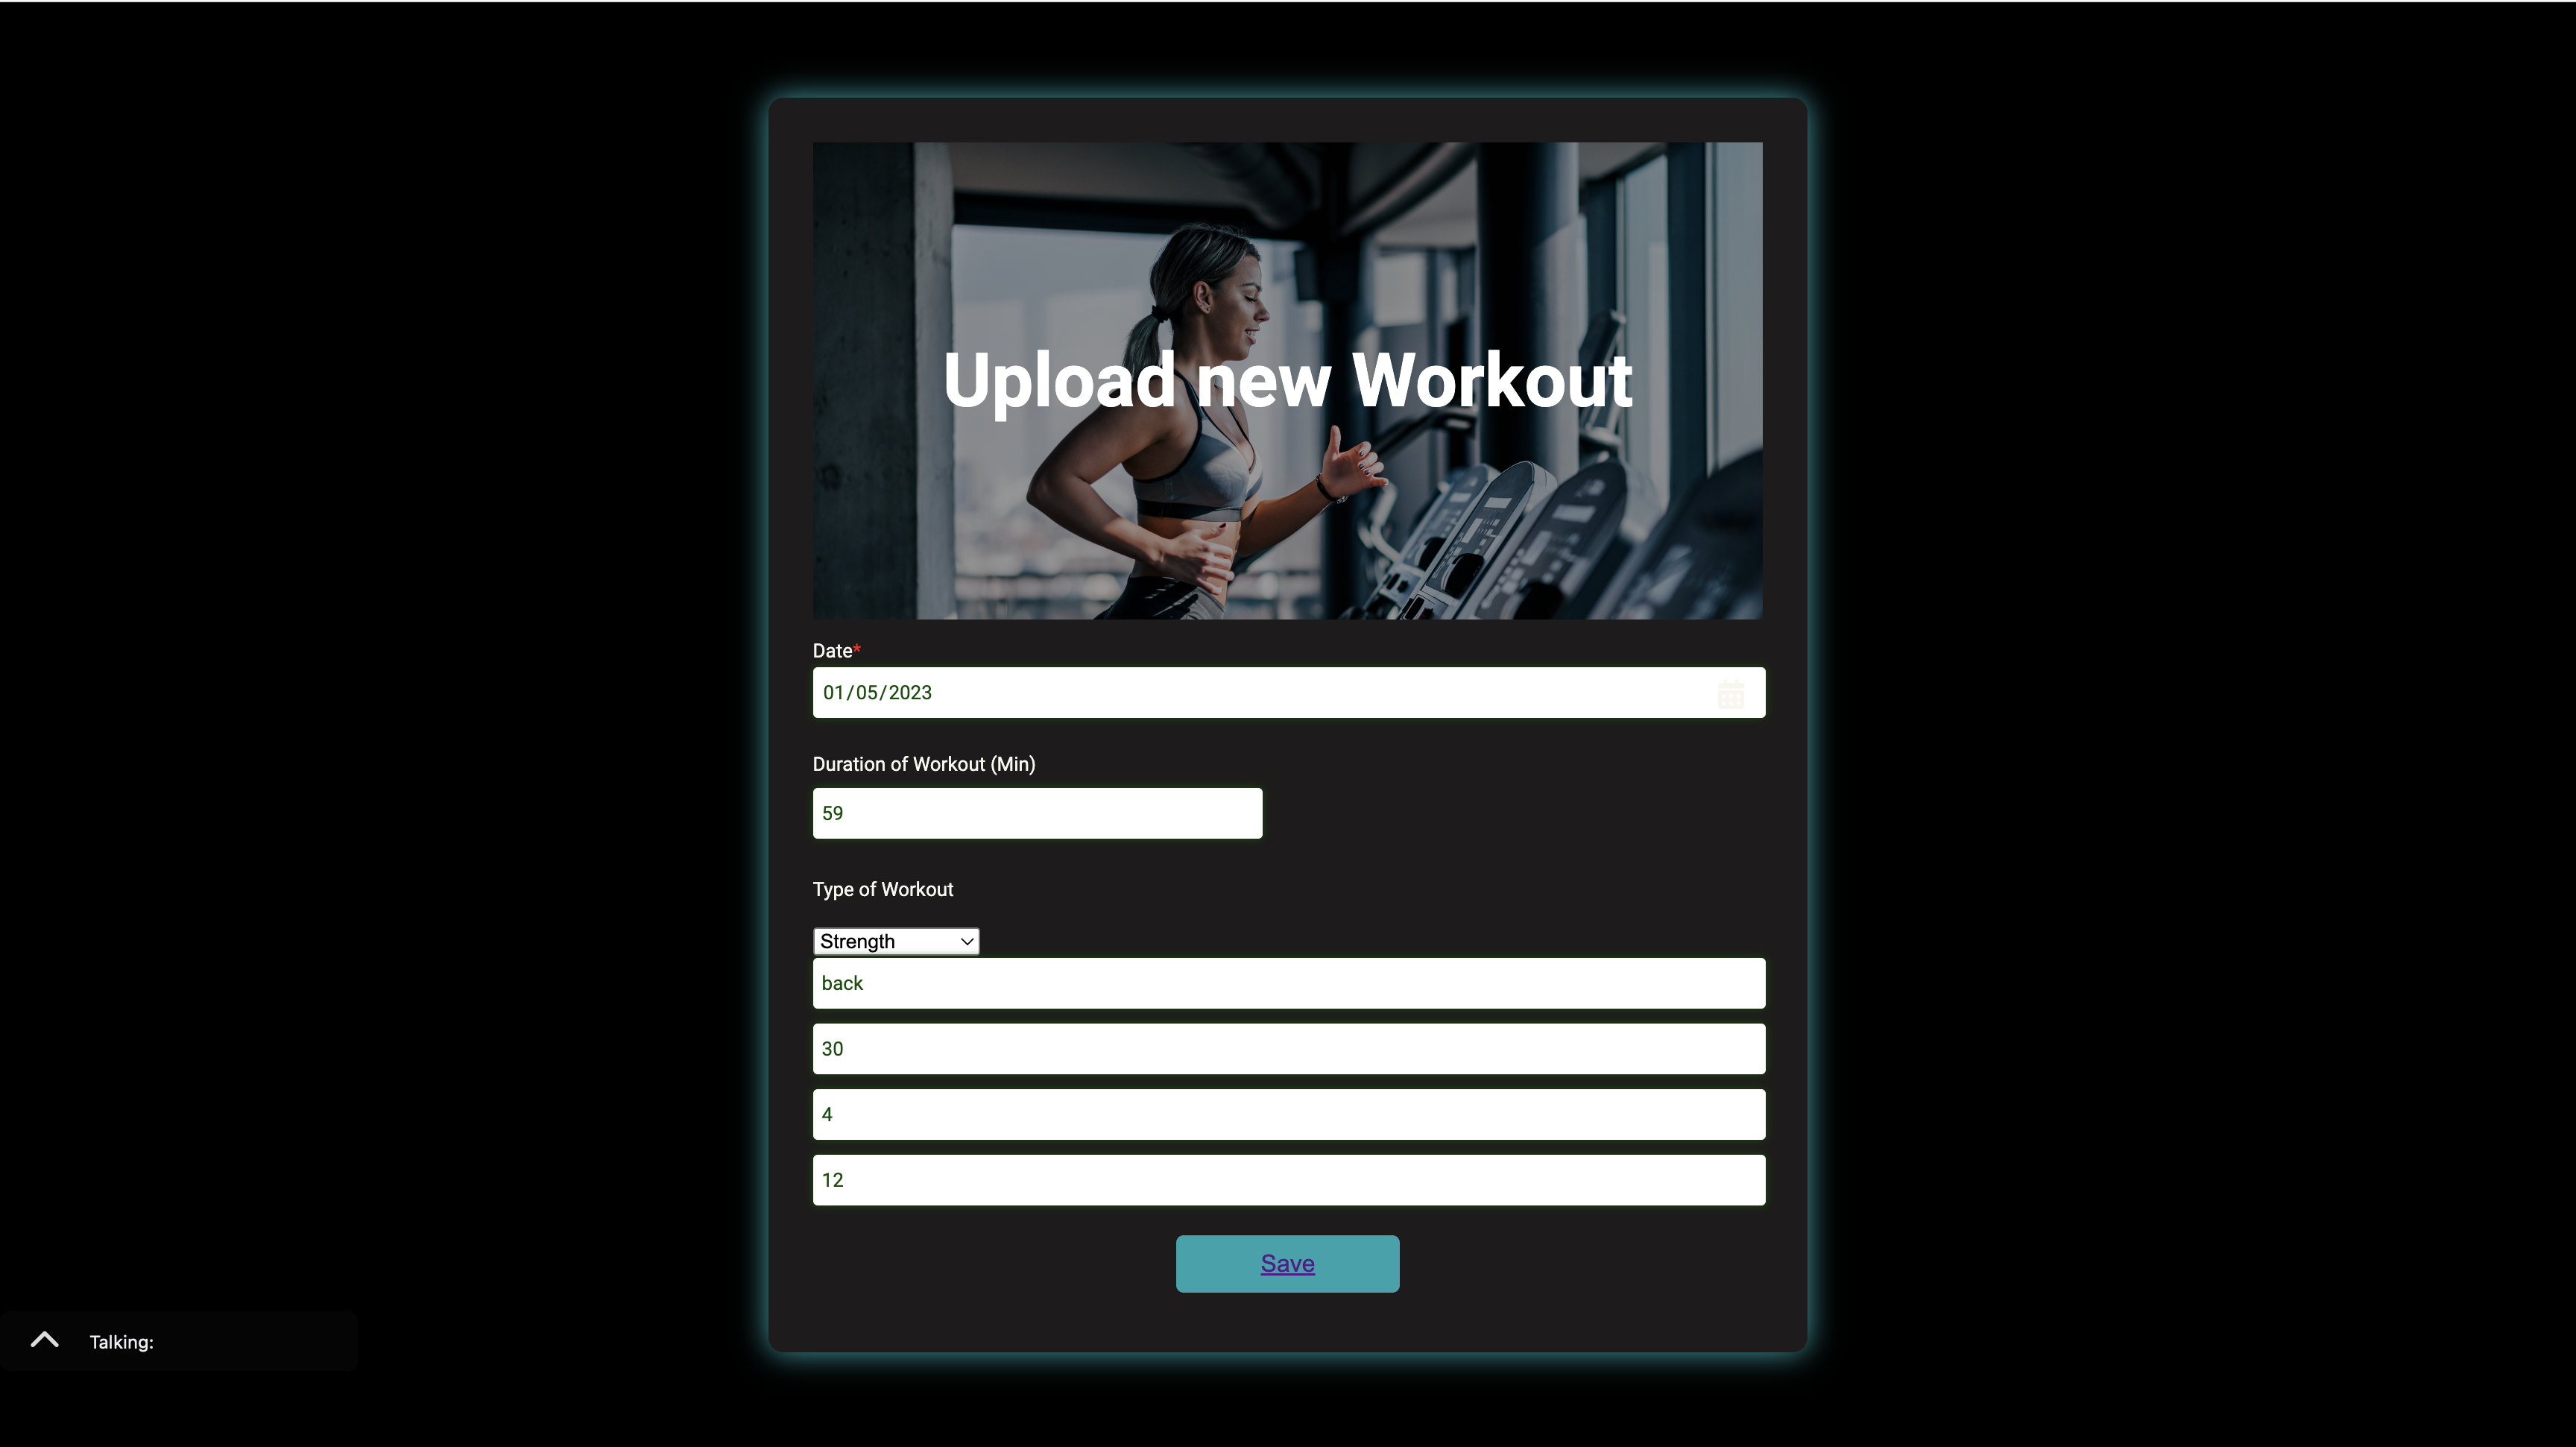 Upload new Workout
Date*
01/05/2023
Duration of Workout (Min)
59
Type of Workout
Strength
back
30
4
12
Save
Talking: